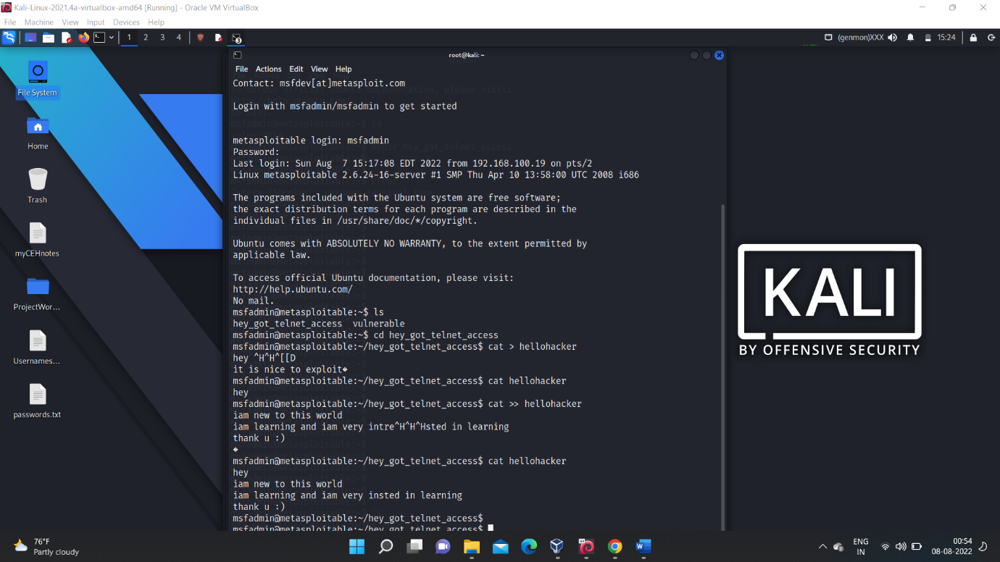 Kali-Linux-2021.4a-virtualbox-amd64 [Running] - Oracle VM VirtualBox
File Machine View Input Devices Help
1 2 3 4 3 (genmon)XXX 15:24
root@kali: ~
File Actions Edit View Help
File System
Home
Trash
myCEHnotes
ProjectWor...
Usernames...
passwords.txt
Contact: msfdev[at]metasploit.com
Login with msfadmin/msfadmin to get started
metasploitable login: msfadmin
Password:
Last login: Sun Aug  7 15:17:08 EDT 2022 from 192.168.100.19 on pts/2
Linux metasploitable 2.6.24-16-server #1 SMP Thu Apr 10 13:58:00 UTC 2008 i686
The programs included with the Ubuntu system are free software;
the exact distribution terms for each program are described in the
individual files in /usr/share/doc/*/copyright.
Ubuntu comes with ABSOLUTELY NO WARRANTY, to the extent permitted by
applicable law.
To access official Ubuntu documentation, please visit:
http://help.ubuntu.com/
No mail.
msfadmin@metasploitable:~$ ls
hey_got_telnet_access  vulnerable
msfadmin@metasploitable:~$ cd hey_got_telnet_access
msfadmin@metasploitable:~/hey_got_telnet_access$ cat > hellohacker
hey ^H^H^[[D
it is nice to exploit�
msfadmin@metasploitable:~/hey_got_telnet_access$ cat hellohacker
hey
msfadmin@metasploitable:~/hey_got_telnet_access$ cat >> hellohacker
iam new to this world
iam learning and iam very intre^H^H^Hsted in learning
thank u :)
�
msfadmin@metasploitable:~/hey_got_telnet_access$ cat hellohacker
hey
iam new to this world
iam learning and iam very insted in learning
thank u :)
msfadmin@metasploitable:~/hey_got_telnet_access$
msfadmin@metasploitable:~/hey_got_telnet_access$
KALI
BY OFFENSIVE SECURITY
76°F
Partly cloudy
ENG
IN
00:54
08-08-2022